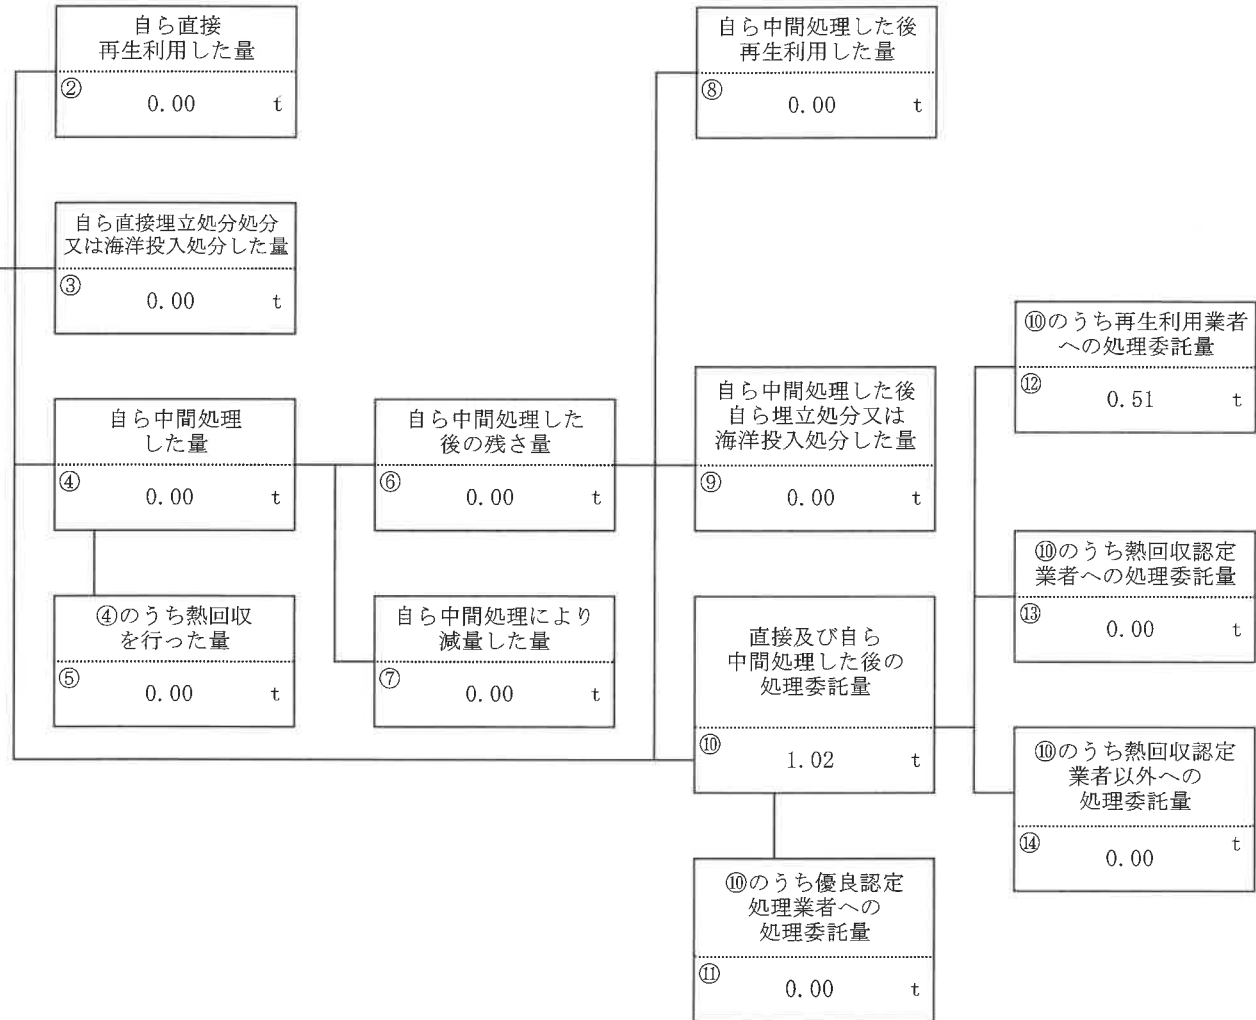 自ら直接
再生利用した量
②
0.00 t
自ら直接埋立処分処分
又は海洋投入処分した量
③
0.00 t
自ら中間処理
した量
④
0.00 t
④のうち熱回収
を行った量
⑤
0.00 t
自ら中間処理した
後の残さ量
⑥
0.00 t
自ら中間処理により
減量した量
⑦
0.00 t
自ら中間処理した後
再生利用した量
⑧
0.00 t
自ら中間処理した後
自ら埋立処分又は
海洋投入処分した量
⑨
0.00 t
直接及び自ら
中間処理した後の
処理委託量
⑩
1.02 t
⑩のうち優良認定
処理業者への
処理委託量
⑪
0.00 t
⑩のうち再生利用業者
への処理委託量
⑫
0.51 t
⑩のうち熱回収認定
業者への処理委託量
⑬
0.00 t
⑩のうち熱回収認定
業者以外への
処理委託量
⑭
0.00 t